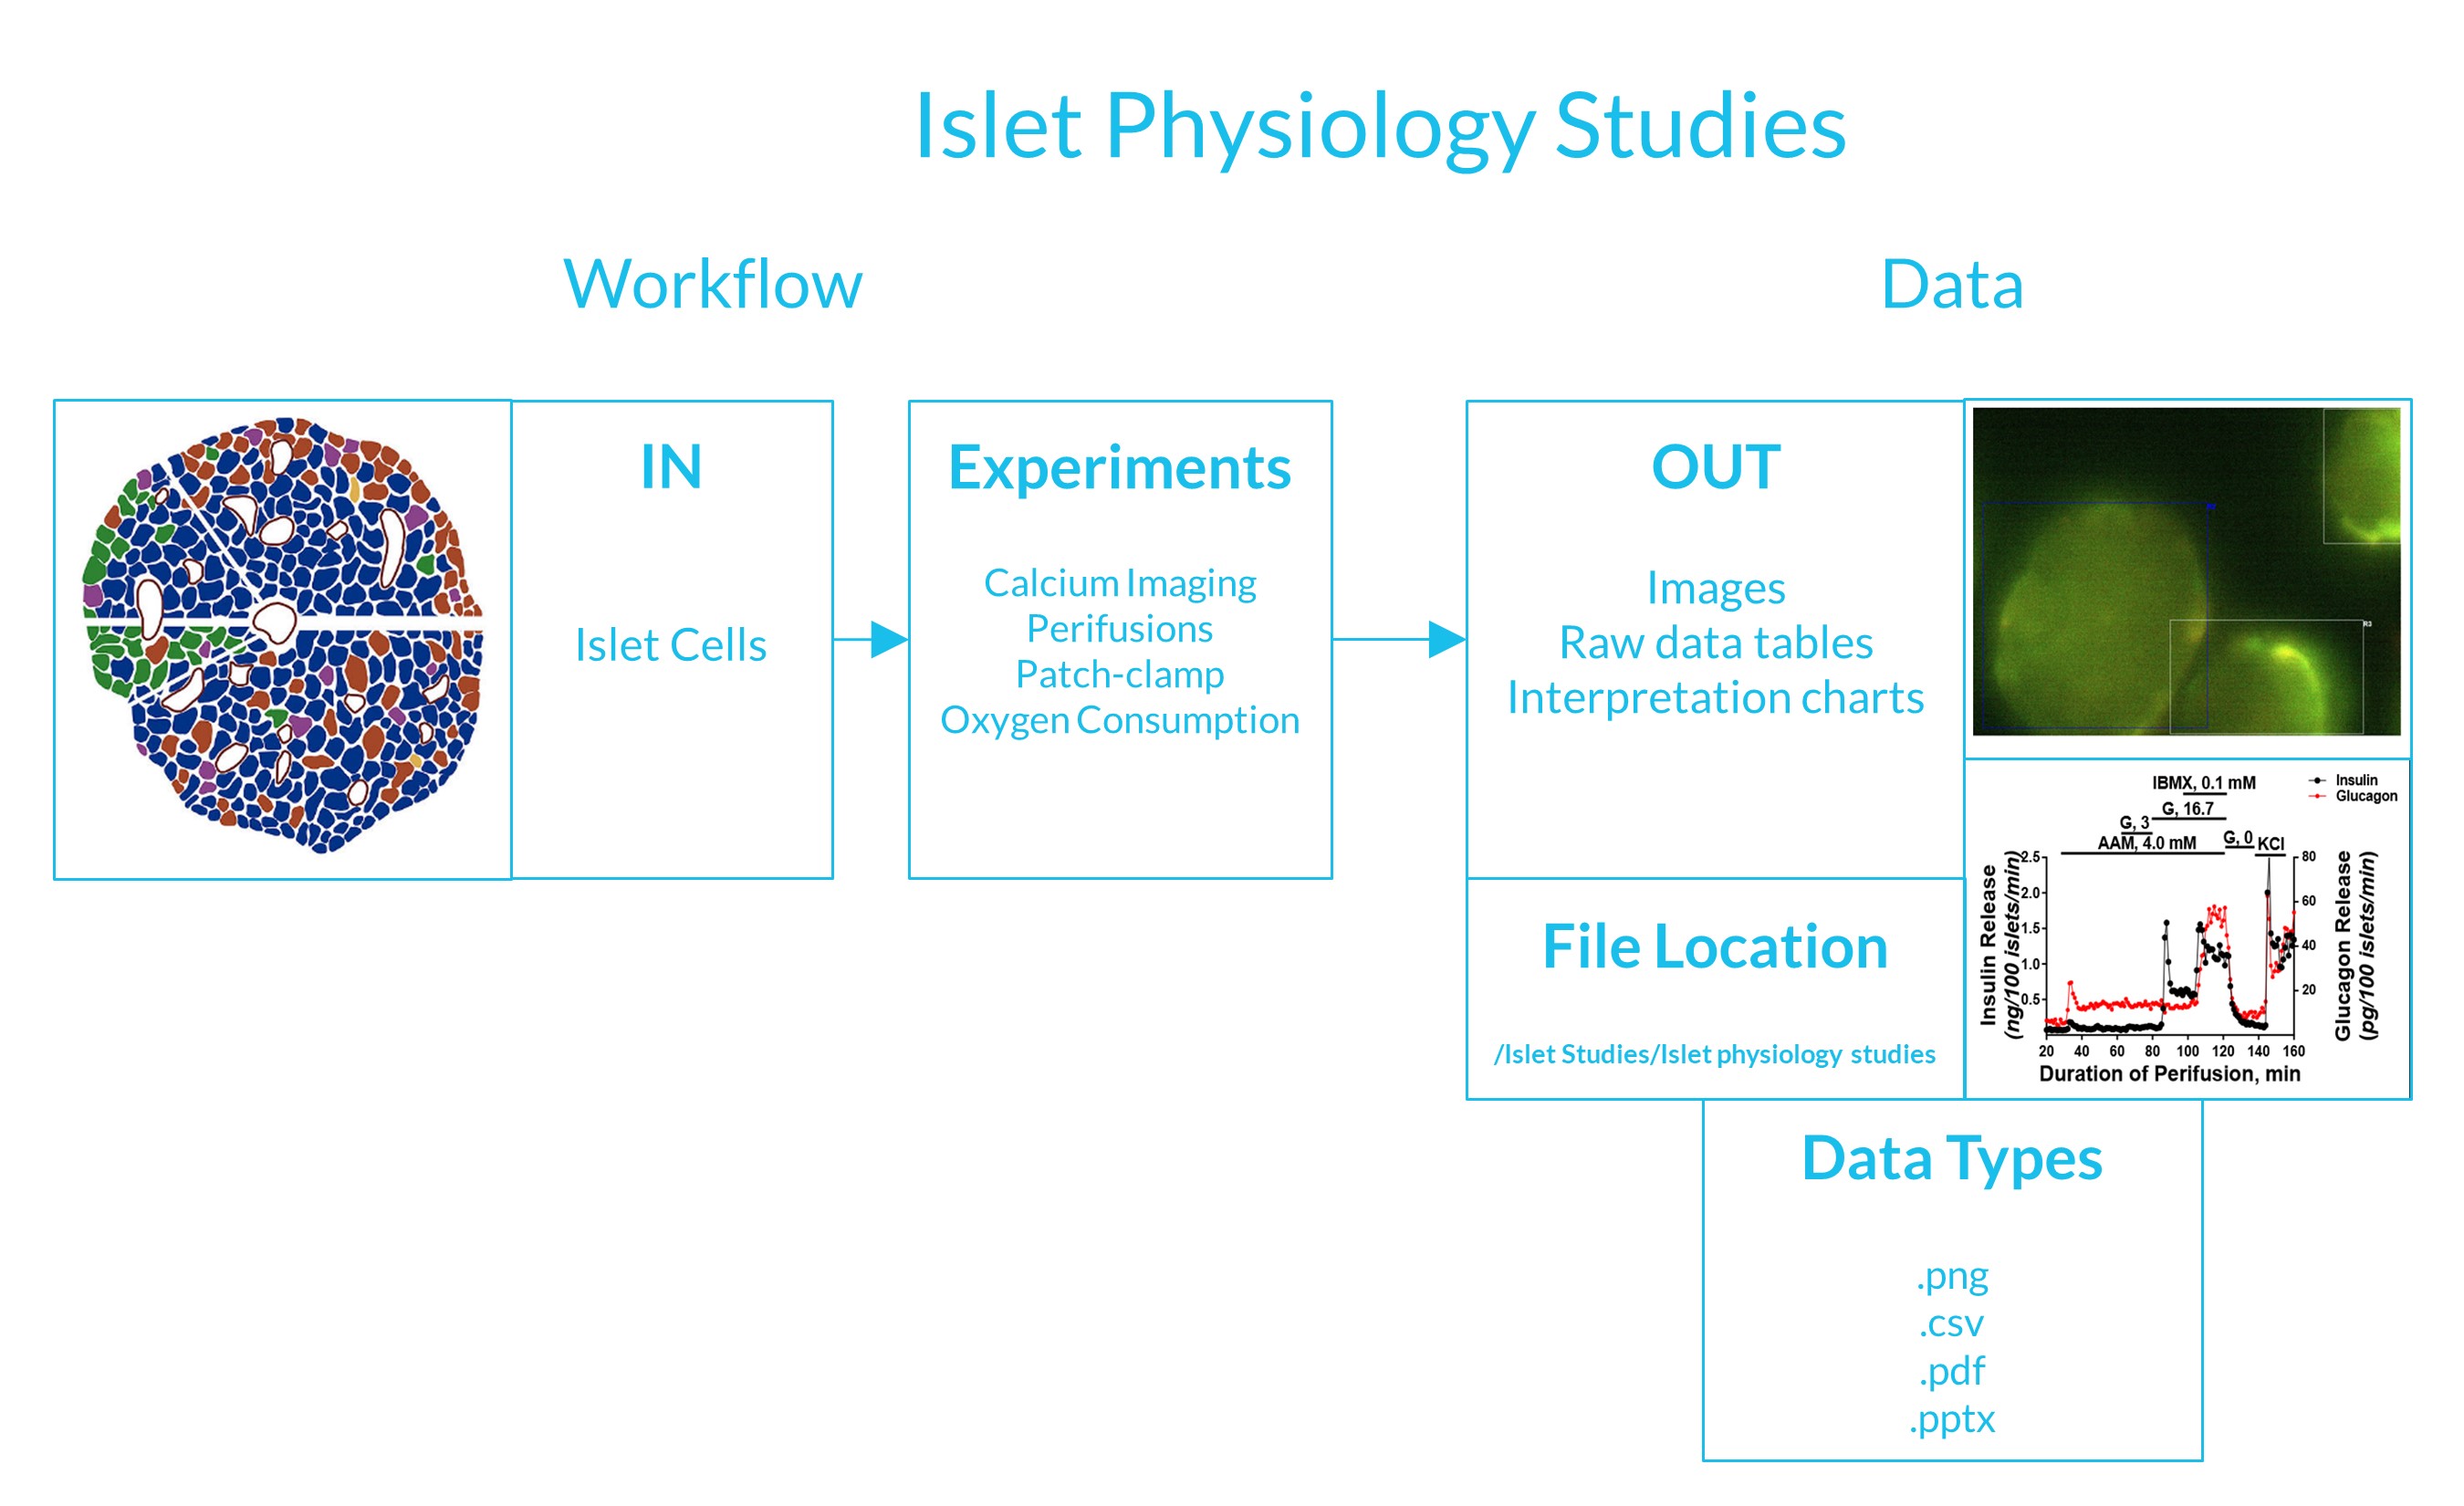 Islet Physiology Studies
Workflow
Data
IN
Islet Cells
Experiments
Calcium Imaging
Perifusions
Patch-clamp
Oxygen Consumption
OUT
Images
Raw data tables
Interpretation charts
R3
File Location
/Islet Studies/Islet physiology studies
IBMX, 0.1 mM
Insulin
Glucagon
G, 16.7
G, 3
AAM, 4.0 mM
G, 0
KCl
Insulin Release
(ng/100 islets/min)
2.5
2.0
1.5
1.0
0.5
80
60
40
20
Glucagon Release
(pg/100 islets/min)
20 40 60 80 100 120 140 160
Duration of Perifusion, min
Data Types
.png
.csv
.pdf
.pptx